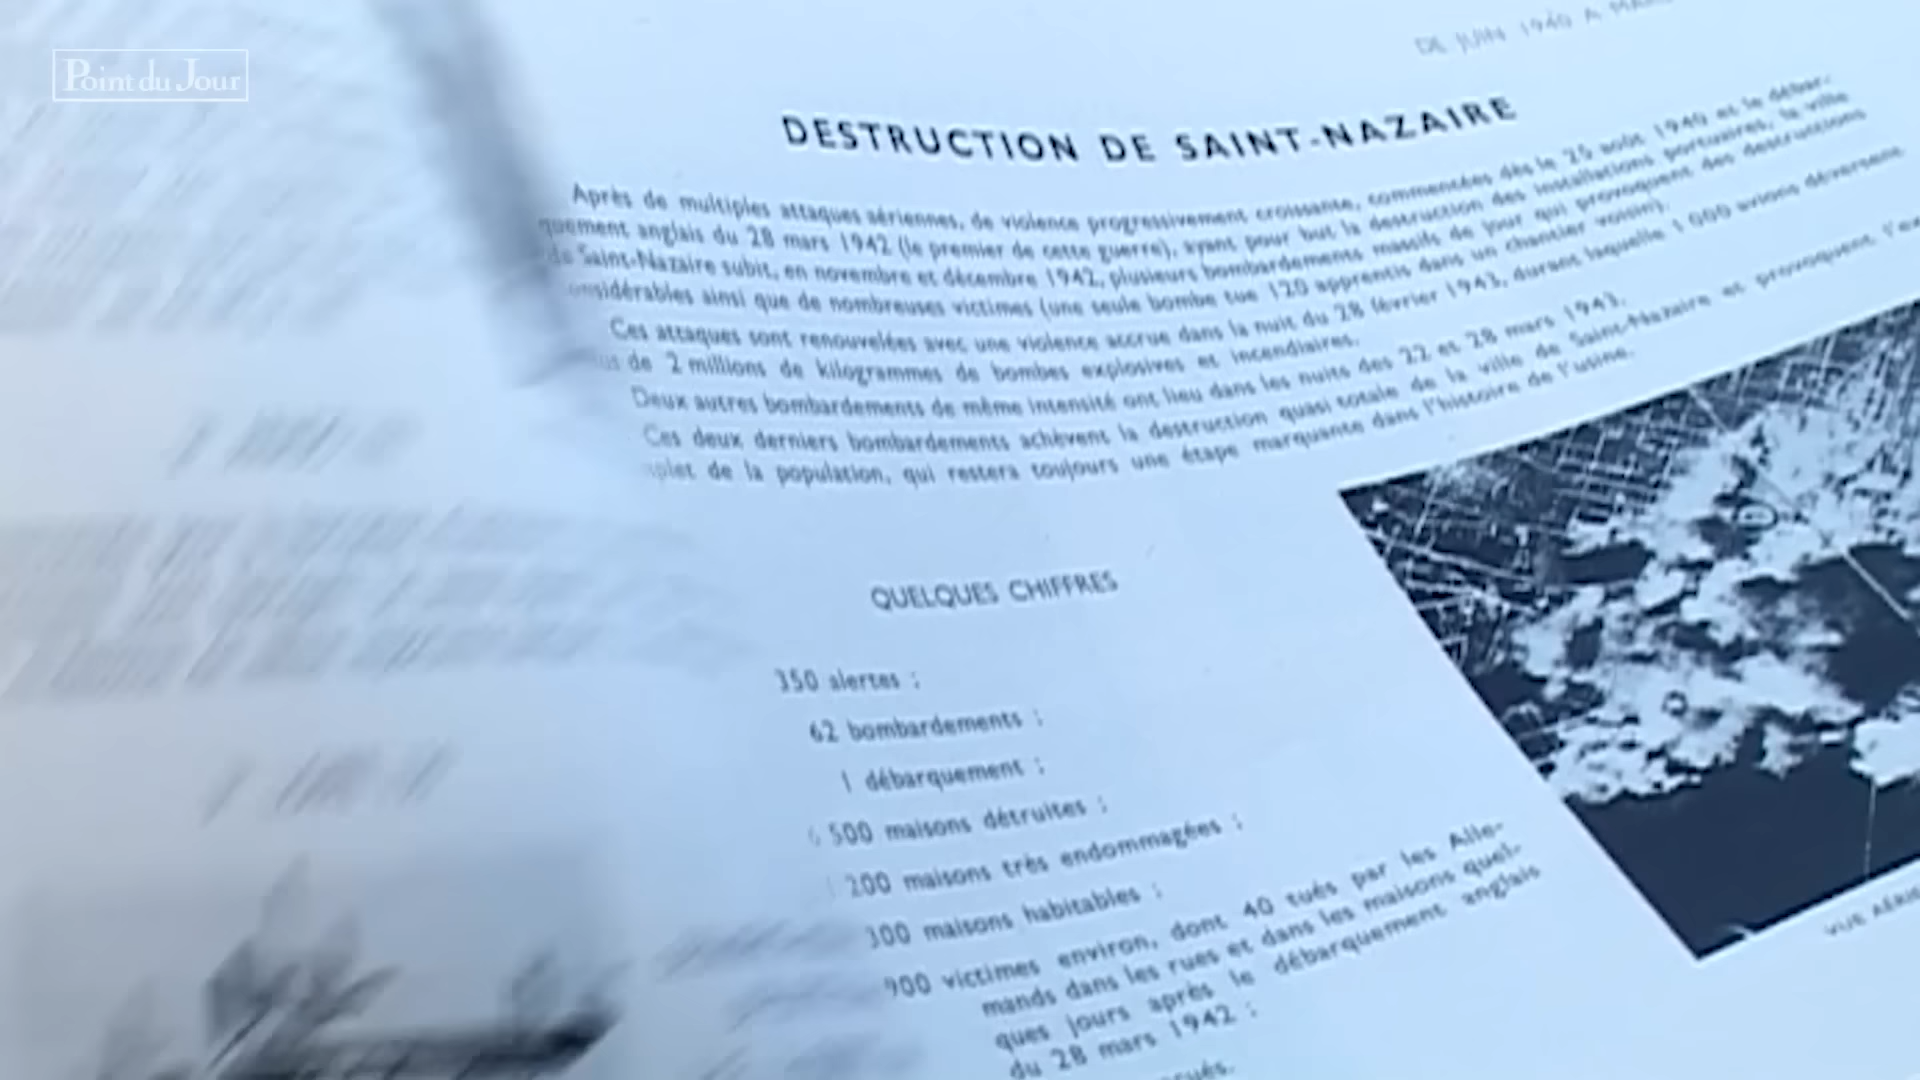 Point du Jour
DE JUIN 1940 A
DESTRUCTION DE SAINT-NAZAIRE
Après de multiples attaques aériennes, de violence progressivement croissante, commencées dès le 25 août 1940 et le débar-
quement anglais du 28 mars 1942 (le premier de cette guerre), ayant pour but la destruction des installations portuaires, la ville
de Saint-Nazaire subit, en novembre et décembre 1942, plusieurs bombardements massifs de jour qui provoquent des destructions
onsidérables ainsi que de nombreuses victimes (une seule bombe tue 120 apprentis dans un chantier voisin).
Ces attaques sont renouvelées avec une violence accrue dans la nuit du 28 février 1943, durant laquelle 1 000 avions déversent
de 2 millions de kilogrammes de bombes explosives et incendiaires.
Deux autres bombardements de même intensité ont lieu dans les nuits des 22 et 28 mars 1943.
Ces deux derniers bombardements achèvent la destruction quasi totale de la ville de Saint-Nazaire et provoquent
plet de la population, qui restera toujours une étape marquante dans l'histoire de l'usine.
QUELQUES CHIFFRES
350 alertes ;
62 bombardements ;
1 débarquement ;
500 maisons détruites ;
200 maisons très endommagées ;
300 maisons habitables ;
900 victimes environ, dont 40 tués par les Alle-
mands dans les rues et dans les maisons quel-
ques jours après le débarquement anglais
du 28 mars 1942 ;
VUE AÉRIE